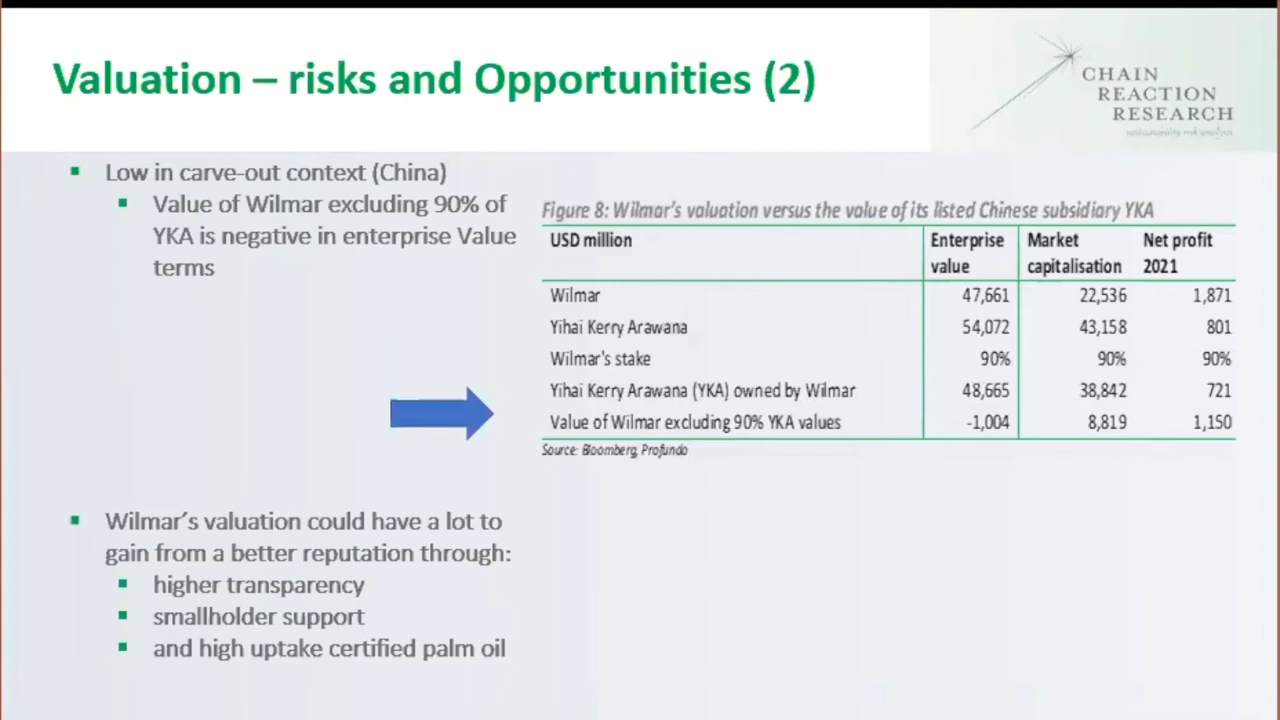 Valuation – risks and Opportunities (2)
CHAIN
REACTION
RESEARCH
sustainability risk analysis
▪ Low in carve-out context (China)
▪ Value of Wilmar excluding 90% of
YKA is negative in enterprise Value
terms
Figure 8: Wilmar's valuation versus the value of its listed Chinese subsidiary YKA
USD million Enterprise value Market capitalisation Net profit 2021
Wilmar 47,661 22,536 1,871
Yihai Kerry Arawana 54,072 43,158 801
Wilmar's stake 90% 90% 90%
Yihai Kerry Arawana (YKA) owned by Wilmar 48,665 38,842 721
Value of Wilmar excluding 90% YKA values -1,004 8,819 1,150
Source: Bloomberg, Profundo
▪ Wilmar's valuation could have a lot to
gain from a better reputation through:
▪ higher transparency
▪ smallholder support
▪ and high uptake certified palm oil